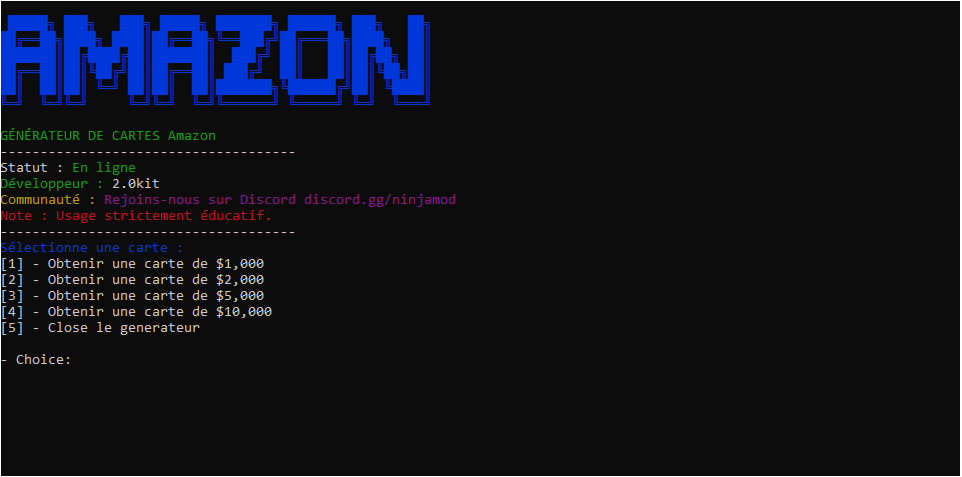 AMAZON
GÉNÉRATEUR DE CARTES Amazon
-------------------------------------
Statut : En ligne
Développeur : 2.0kit
Communauté : Rejoins-nous sur Discord discord.gg/ninjamod
Note : Usage strictement éducatif.
-------------------------------------
Sélectionne une carte :
[1] - Obtenir une carte de $1,000
[2] - Obtenir une carte de $2,000
[3] - Obtenir une carte de $5,000
[4] - Obtenir une carte de $10,000
[5] - Close le generateur
- Choice: